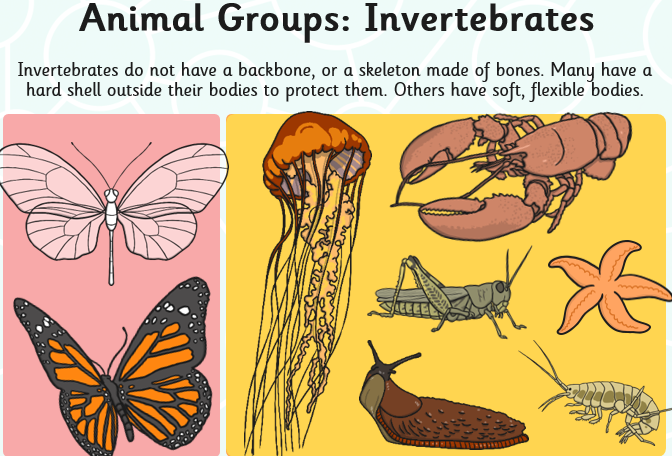 Animal Groups: Invertebrates
Invertebrates do not have a backbone, or a skeleton made of bones. Many have a
hard shell outside their bodies to protect them. Others have soft, flexible bodies.